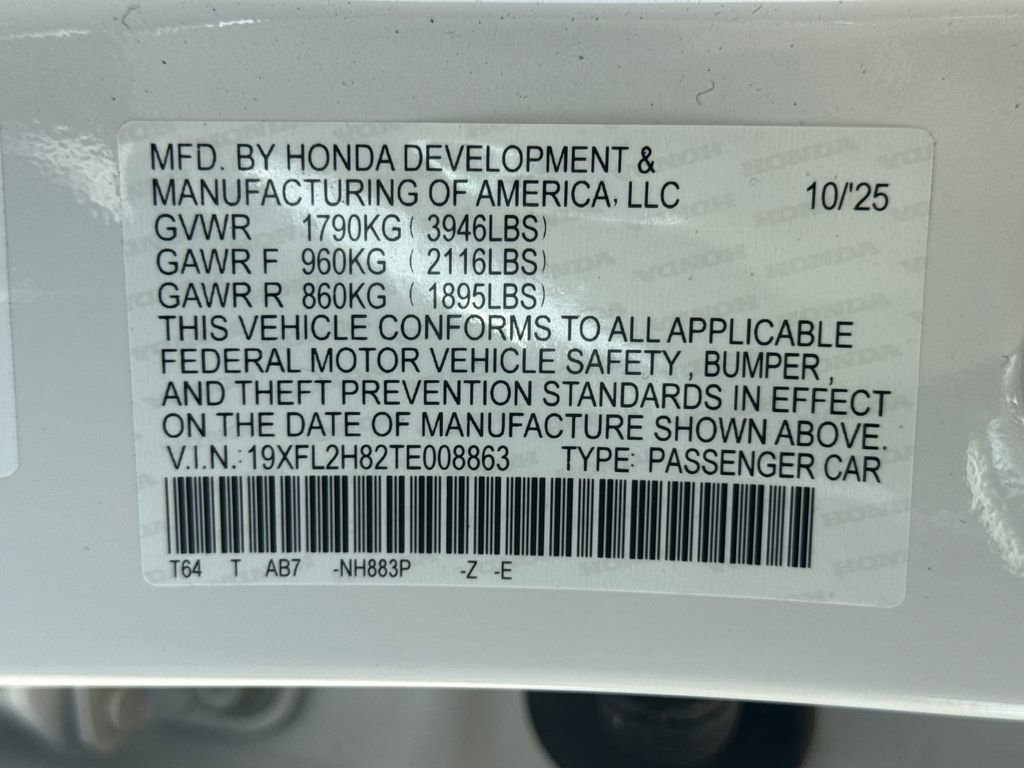 MFD. BY HONDA DEVELOPMENT &
MANUFACTURING OF AMERICA, LLC 10/'25
GVWR 1790KG ( 3946LBS)
GAWR F 960KG ( 2116LBS)
GAWR R 860KG ( 1895LBS)
THIS VEHICLE CONFORMS TO ALL APPLICABLE
FEDERAL MOTOR VEHICLE SAFETY , BUMPER ,
AND THEFT PREVENTION STANDARDS IN EFFECT
ON THE DATE OF MANUFACTURE SHOWN ABOVE.
V.I.N.: 19XFL2H82TE008863 TYPE: PASSENGER CAR
T64 T AB7 -NH883P -Z -E